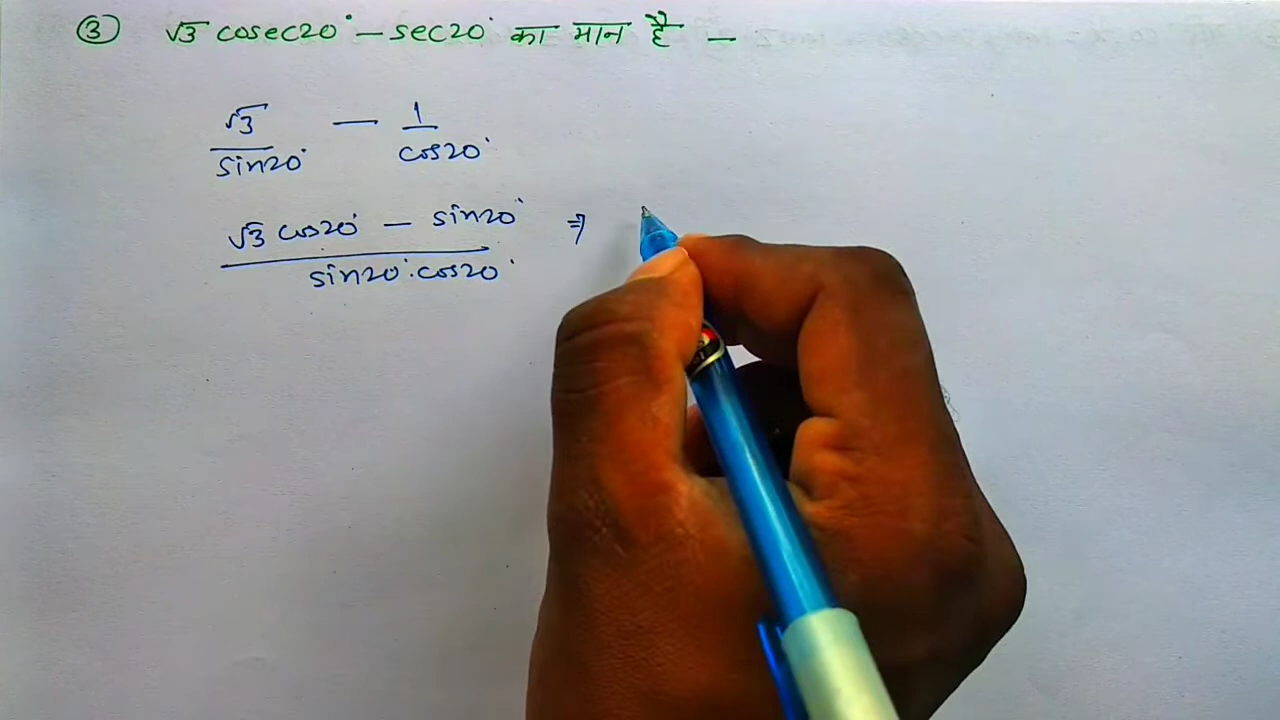 ③ √3 cosec20° – sec20° का मान है –
√3 — 1
sin20° cos20°
√3 cos20° – sin20° ⇒
sin20°.cos20°